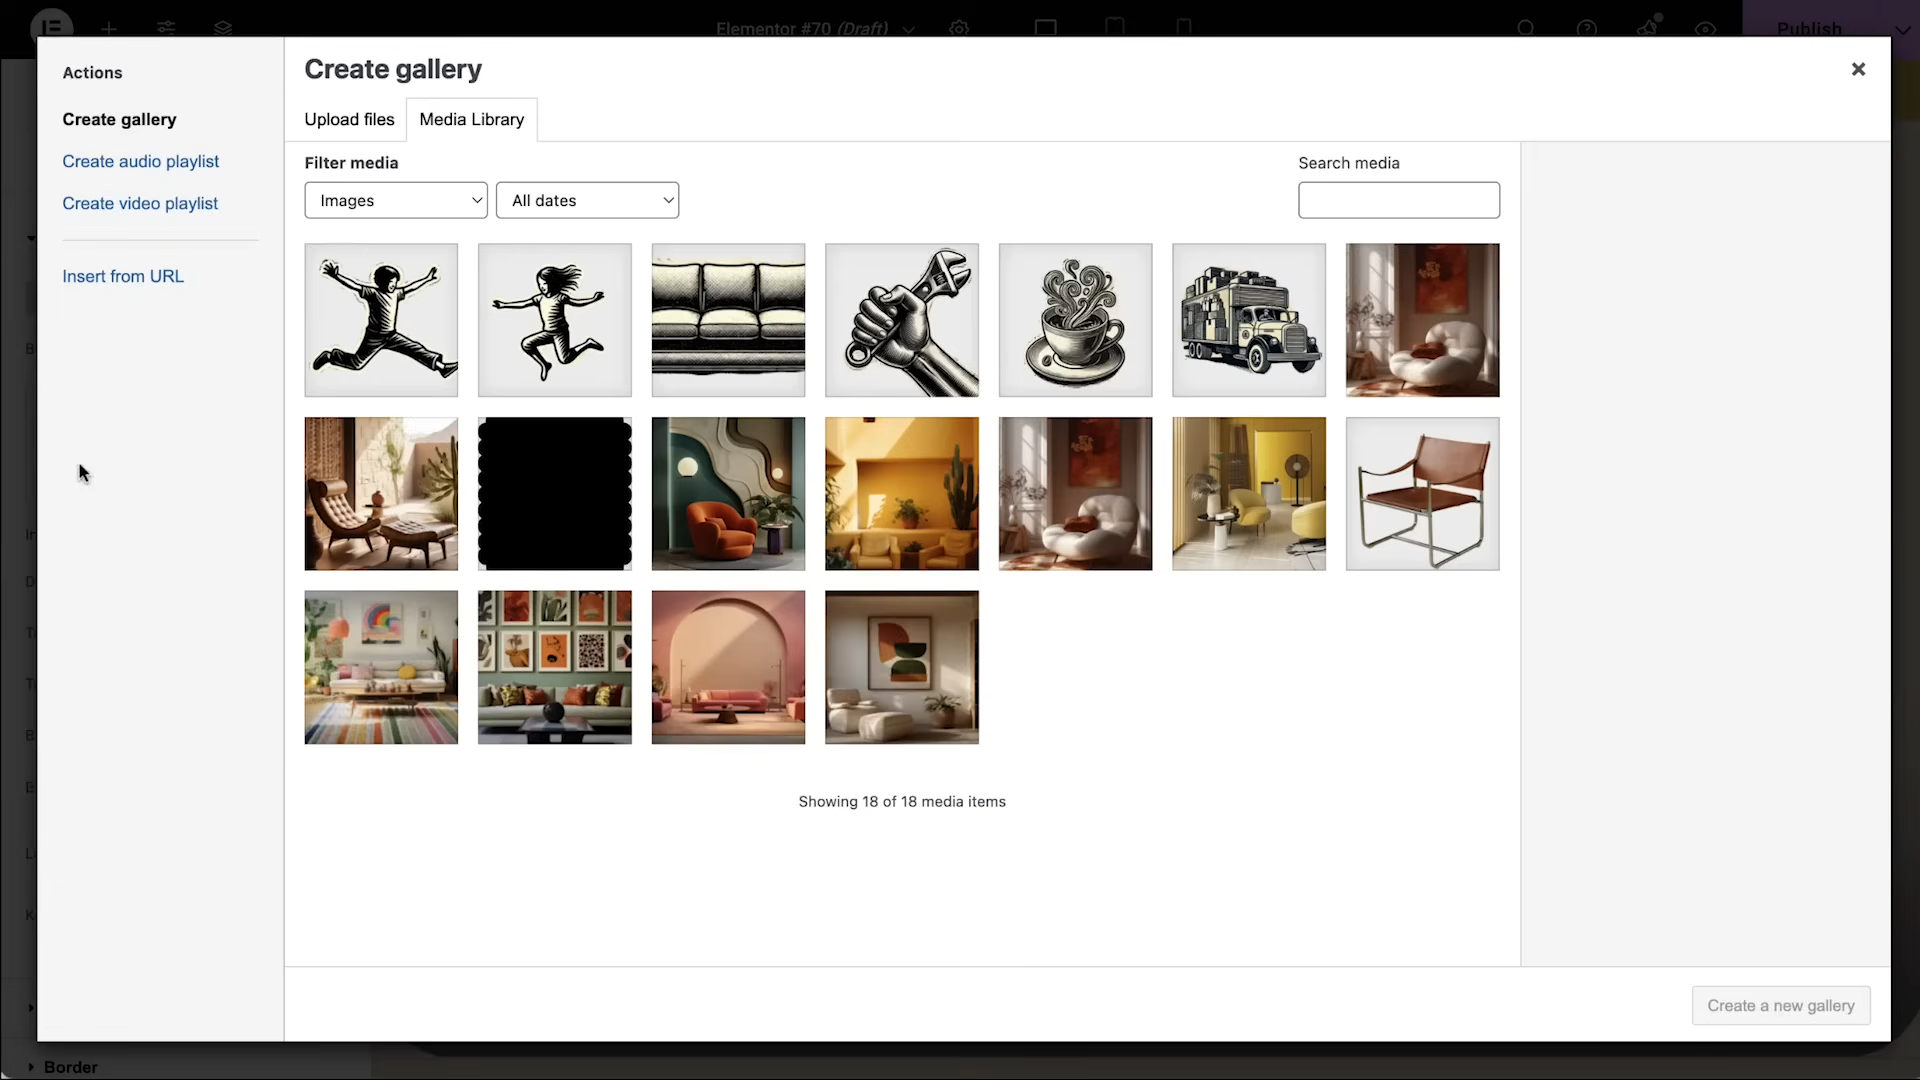 Elementor #70 (Draft)
Publish
Actions
Create gallery
Create audio playlist
Create video playlist
Insert from URL
Create gallery
Upload files
Media Library
Filter media
Images
All dates
Search media
Showing 18 of 18 media items
Create a new gallery
Border